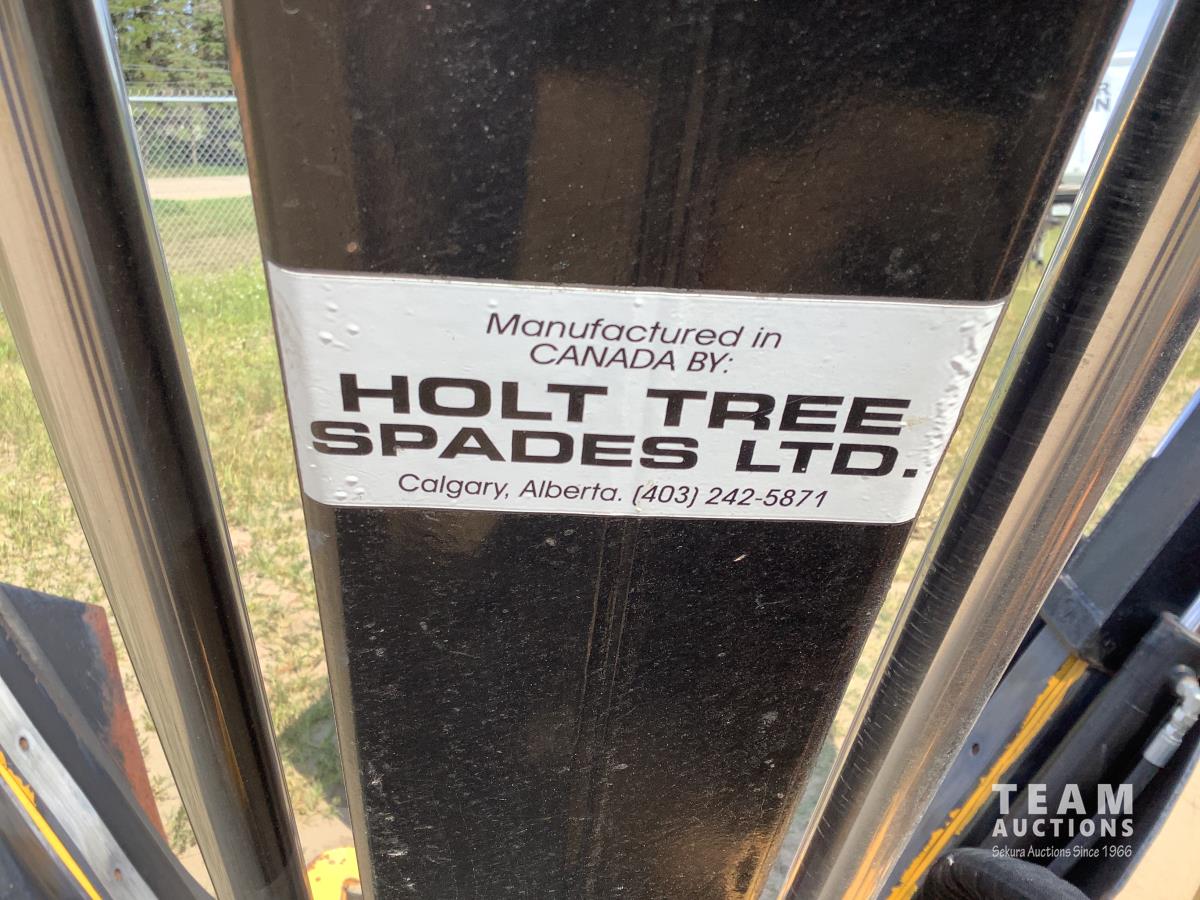 Manufactured in
CANADA BY:
HOLT TREE
SPADES LTD.
Calgary, Alberta. (403) 242-5871
RN
TEAM
AUCTIONS
Sekura Auctions Since 1966